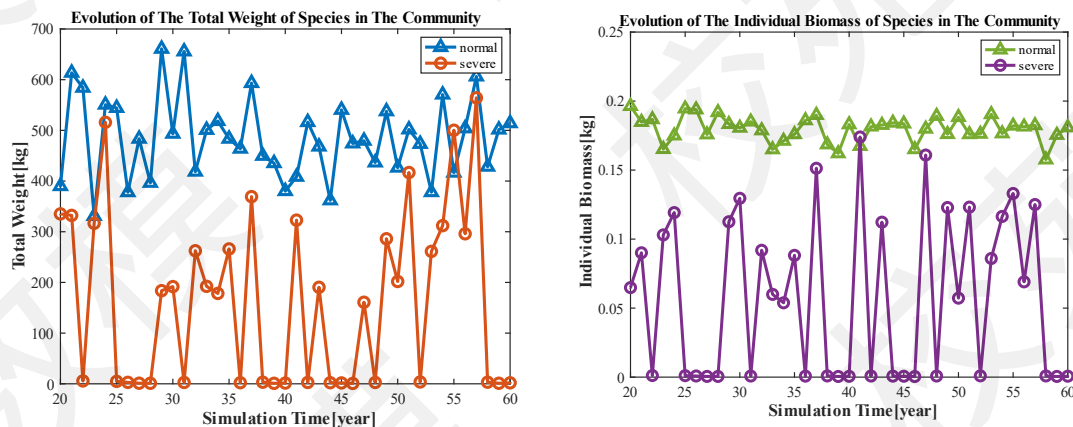 Evolution of The Total Weight of Species in The Community
700
600
500
400
300
200
100
0
Total Weight[kg]
normal
severe
20 25 30 35 40 45 50 55 60
Simulation Time[year]
Evolution of The Individual Biomass of Species in The Community
0.25
0.2
0.15
0.1
0.05
0
Individual Biomass[kg]
normal
severe
20 25 30 35 40 45 50 55 60
Simulation Time[year]